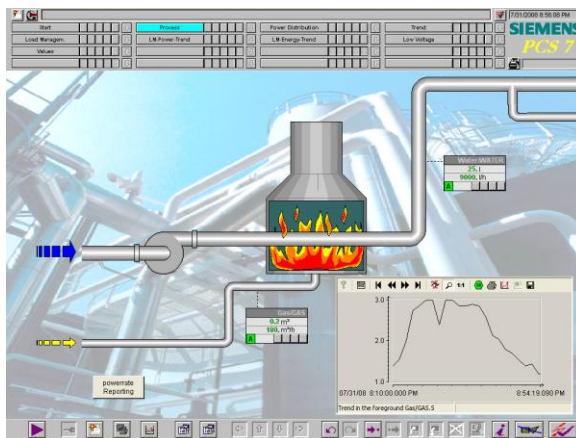 7/31/2008 8:56:08 PM
Start
Process
Power Distribution
Trend
Load Managem.
LM-Power-Trend
LM-Energy-Trend
Low Voltage
Values
SIEMENS
PCS 7
Water/WATER
25, l
9000, l/h
A
Gas/GAS
0,3 m³
180, m³/h
A
powerrate
Reporting
1:1
3.0
2.0
1.0
07/31/08 8:10:00.000 PM
8:54:19.090 PM
Trend in the foreground Gas/GAS.S